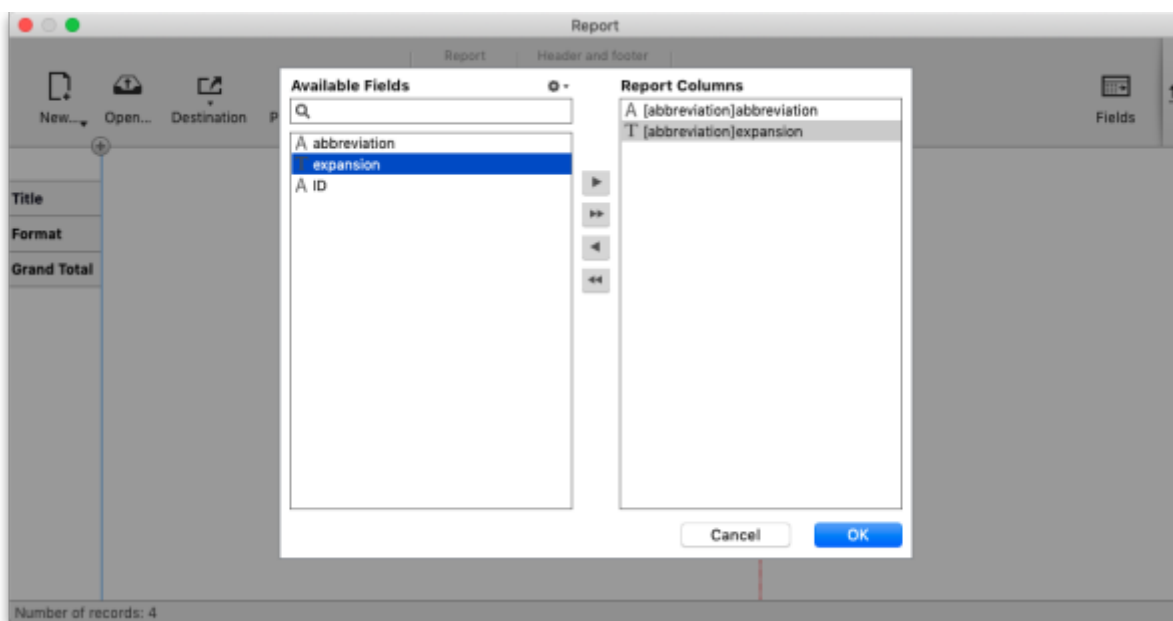 Report
Report Header and footer
New... Open... Destination P
Fields
Title
Format
Grand Total
Available Fields
A abbreviation
T expansion
A ID
Report Columns
A [abbreviation]abbreviation
T [abbreviation]expansion
Cancel OK
Number of records: 4